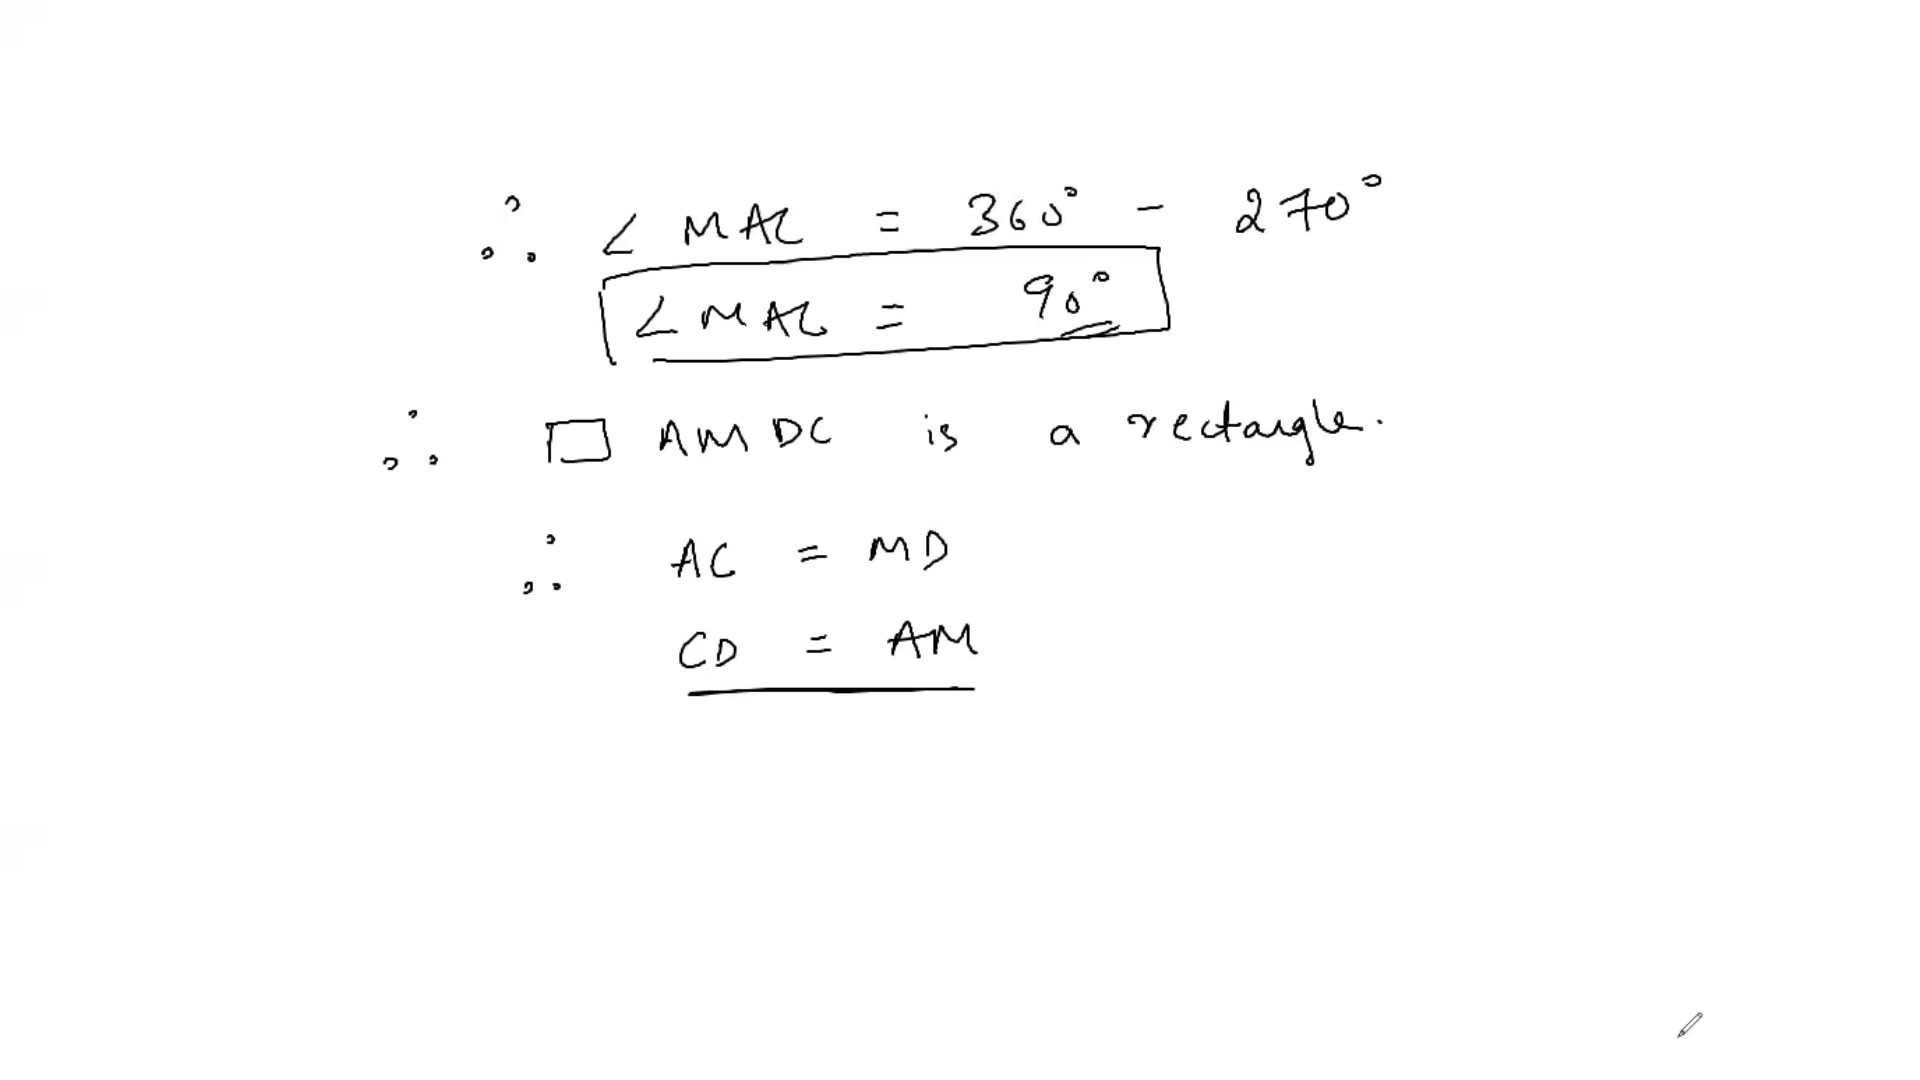 ∴ ∠ MAC = 360° - 270°
∠ MAC = 90°
∴ □ AMDC is a rectangle.
∴ AC = MD
CD = AM